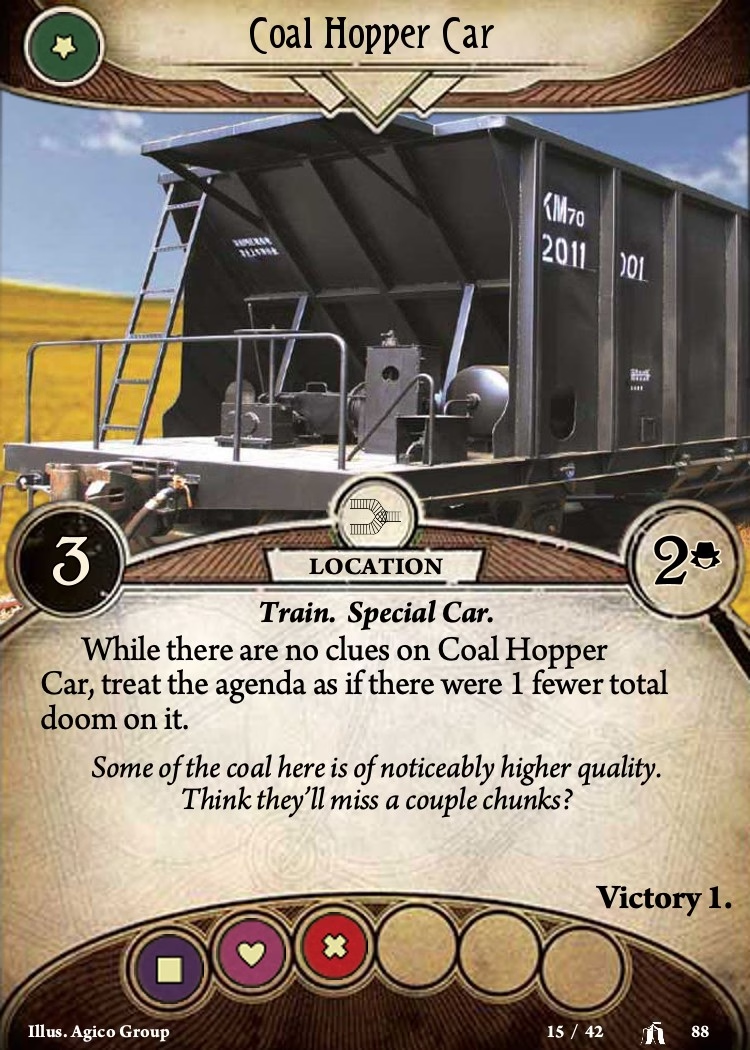 Coal Hopper Car
KM70
2011
001
3
LOCATION
2
Train. Special Car.
While there are no clues on Coal Hopper
Car, treat the agenda as if there were 1 fewer total
doom on it.
Some of the coal here is of noticeably higher quality.
Think they'll miss a couple chunks?
Victory 1.
Illus. Agico Group
15 / 42
88